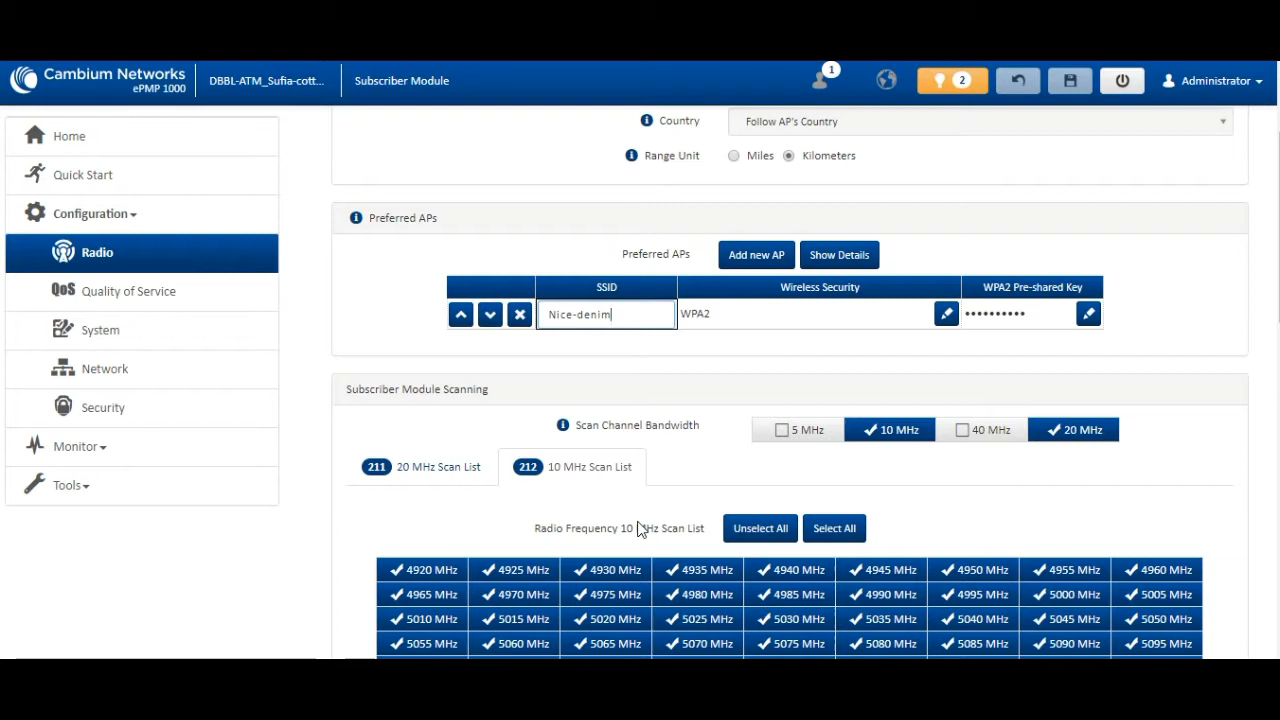 Cambium Networks
ePMP 1000
DBBL-ATM_Sufia-cott...
Subscriber Module
1
2
Administrator
Home
Quick Start
Configuration
Radio
QoS Quality of Service
System
Network
Security
Monitor
Tools
Country
Follow AP's Country
Range Unit
Miles
Kilometers
Preferred APs
Preferred APs
Add new AP
Show Details
SSID
Wireless Security
WPA2 Pre-shared Key
Nice-denim
WPA2
••••••••••
Subscriber Module Scanning
Scan Channel Bandwidth
5 MHz
10 MHz
40 MHz
20 MHz
211 20 MHz Scan List
212 10 MHz Scan List
Radio Frequency 10 MHz Scan List
Unselect All
Select All
4920 MHz 4925 MHz 4930 MHz 4935 MHz 4940 MHz 4945 MHz 4950 MHz 4955 MHz 4960 MHz
4965 MHz 4970 MHz 4975 MHz 4980 MHz 4985 MHz 4990 MHz 4995 MHz 5000 MHz 5005 MHz
5010 MHz 5015 MHz 5020 MHz 5025 MHz 5030 MHz 5035 MHz 5040 MHz 5045 MHz 5050 MHz
5055 MHz 5060 MHz 5065 MHz 5070 MHz 5075 MHz 5080 MHz 5085 MHz 5090 MHz 5095 MHz